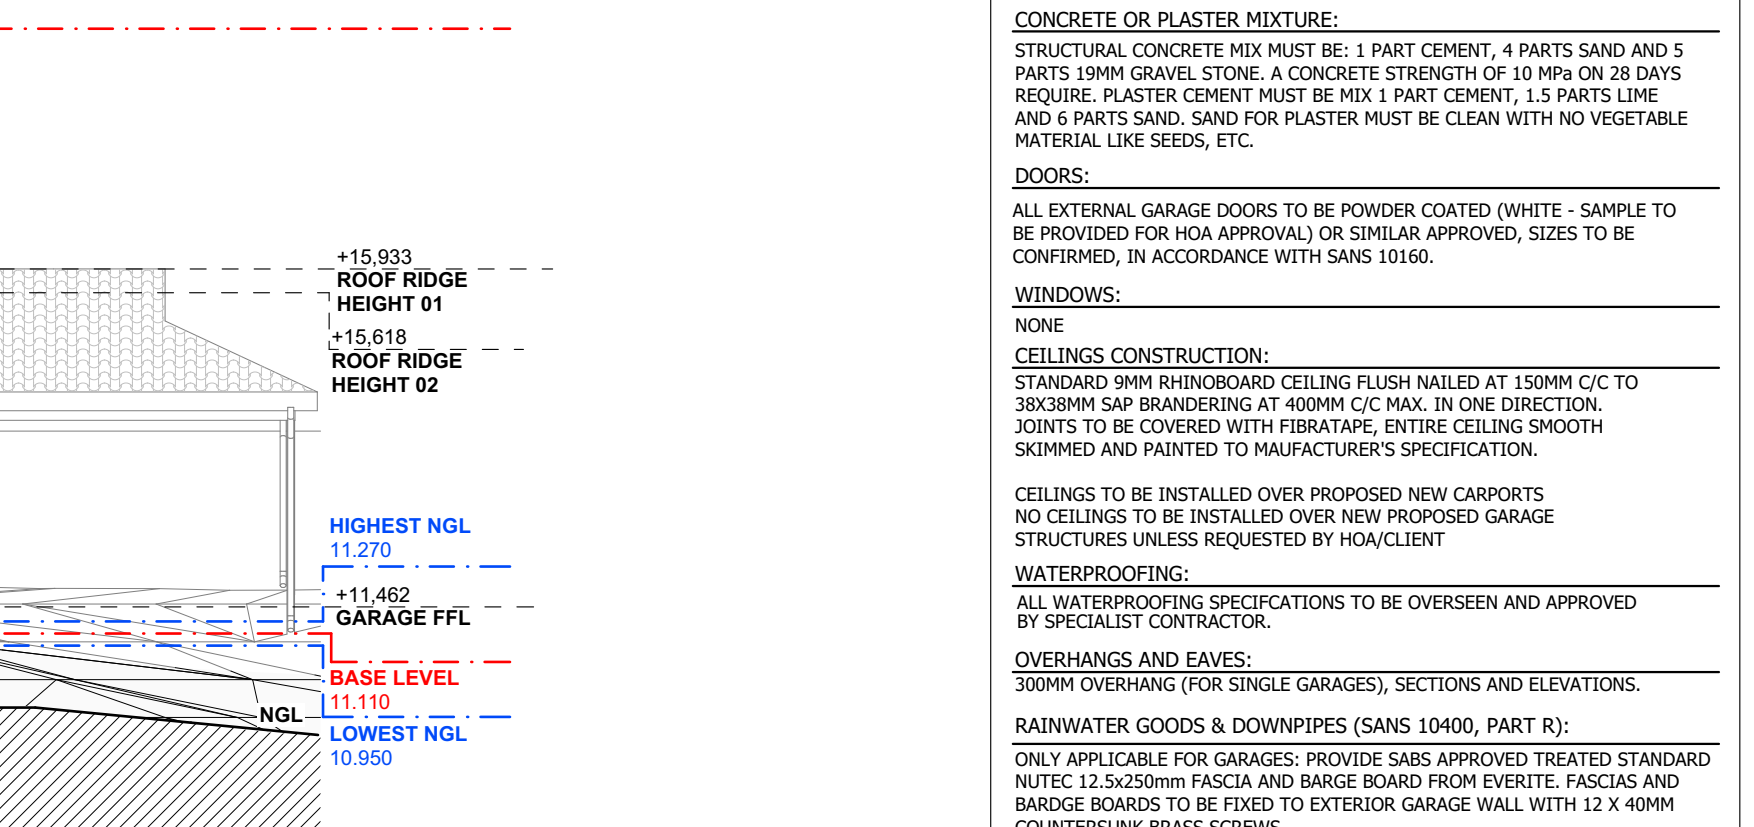 +15,933
ROOF RIDGE
HEIGHT 01
+15,618
ROOF RIDGE
HEIGHT 02
HIGHEST NGL
11.270
+11,462
GARAGE FFL
BASE LEVEL
11.110
NGL
LOWEST NGL
10.950
CONCRETE OR PLASTER MIXTURE:
STRUCTURAL CONCRETE MIX MUST BE: 1 PART CEMENT, 4 PARTS SAND AND 5
PARTS 19MM GRAVEL STONE. A CONCRETE STRENGTH OF 10 MPa ON 28 DAYS
REQUIRE. PLASTER CEMENT MUST BE MIX 1 PART CEMENT, 1.5 PARTS LIME
AND 6 PARTS SAND. SAND FOR PLASTER MUST BE CLEAN WITH NO VEGETABLE
MATERIAL LIKE SEEDS, ETC.
DOORS:
ALL EXTERNAL GARAGE DOORS TO BE POWDER COATED (WHITE - SAMPLE TO
BE PROVIDED FOR HOA APPROVAL) OR SIMILAR APPROVED, SIZES TO BE
CONFIRMED, IN ACCORDANCE WITH SANS 10160.
WINDOWS:
NONE
CEILINGS CONSTRUCTION:
STANDARD 9MM RHINOBOARD CEILING FLUSH NAILED AT 150MM C/C TO
38X38MM SAP BRANDERING AT 400MM C/C MAX. IN ONE DIRECTION.
JOINTS TO BE COVERED WITH FIBRATAPE, ENTIRE CEILING SMOOTH
SKIMMED AND PAINTED TO MAUFACTURER'S SPECIFICATION.
CEILINGS TO BE INSTALLED OVER PROPOSED NEW CARPORTS
NO CEILINGS TO BE INSTALLED OVER NEW PROPOSED GARAGE
STRUCTURES UNLESS REQUESTED BY HOA/CLIENT
WATERPROOFING:
ALL WATERPROOFING SPECIFCATIONS TO BE OVERSEEN AND APPROVED
BY SPECIALIST CONTRACTOR.
OVERHANGS AND EAVES:
300MM OVERHANG (FOR SINGLE GARAGES), SECTIONS AND ELEVATIONS.
RAINWATER GOODS & DOWNPIPES (SANS 10400, PART R):
ONLY APPLICABLE FOR GARAGES: PROVIDE SABS APPROVED TREATED STANDARD
NUTEC 12.5x250mm FASCIA AND BARGE BOARD FROM EVERITE. FASCIAS AND
BARDGE BOARDS TO BE FIXED TO EXTERIOR GARAGE WALL WITH 12 X 40MM
COUNTERSUNK BRASS SCREWS